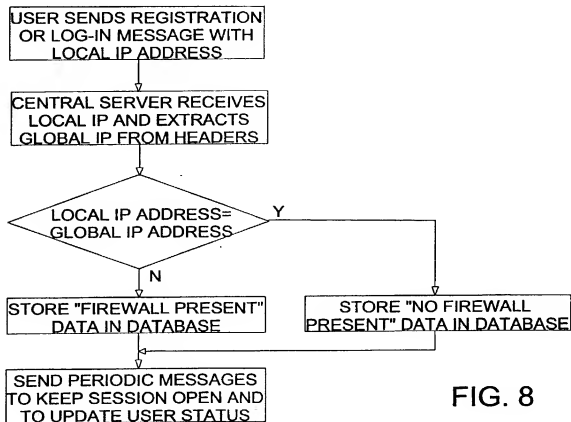 USER SENDS REGISTRATION
OR LOG-IN MESSAGE WITH
LOCAL IP ADDRESS
CENTRAL SERVER RECEIVES
LOCAL IP AND EXTRACTS
GLOBAL IP FROM HEADERS
LOCAL IP ADDRESS=
GLOBAL IP ADDRESS
Y
N
STORE "FIREWALL PRESENT"
DATA IN DATABASE
STORE "NO FIREWALL
PRESENT" DATA IN DATABASE
SEND PERIODIC MESSAGES
TO KEEP SESSION OPEN AND
TO UPDATE USER STATUS
FIG. 8